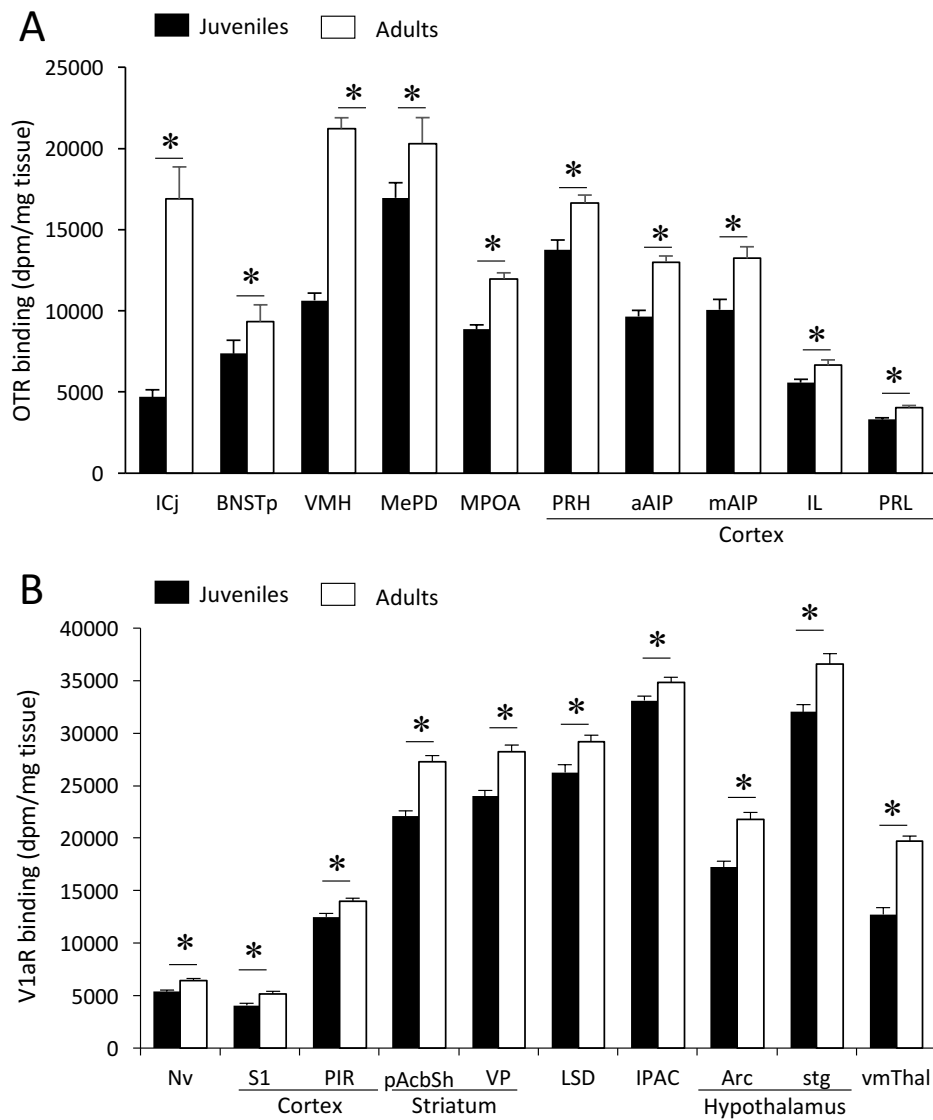 A
Juveniles Adults
25000
20000
15000
10000
5000
0
OTR binding (dpm/mg tissue)
* * * * * * * * * *
ICj BNSTp VMH MePD MPOA PRH aAIP mAIP IL PRL
Cortex
B
Juveniles Adults
40000
35000
30000
25000
20000
15000
10000
5000
0
V1aR binding (dpm/mg tissue)
* * * * * * * * * *
Nv S1 PIR pAcbSh VP LSD IPAC Arc stg vmThal
Cortex Striatum Hypothalamus